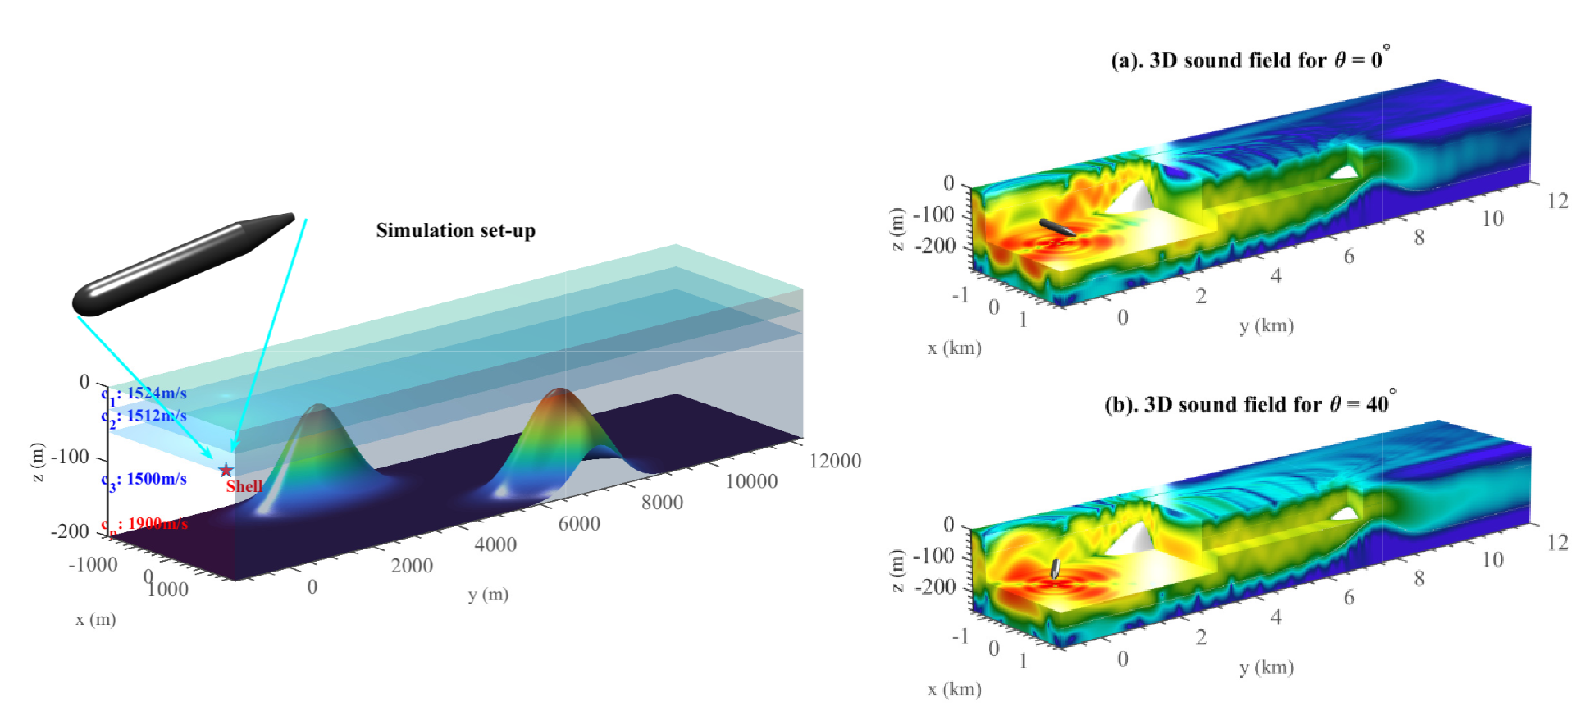 Simulation set-up
0
c1: 1524m/s
c2: 1512m/s
-100
c3: 1500m/s
Shell
1900m/s
-200
z (m)
-1000
0
1000
x (m)
0
2000
4000
6000
8000
10000
12000
y (m)
(a). 3D sound field for θ = 0°
0
-100
-200
z (m)
-1
0
1
x (km)
0
2
4
6
8
10
12
y (km)
(b). 3D sound field for θ = 40°
0
-100
-200
z (m)
-1
0
1
x (km)
0
2
4
6
8
10
12
y (km)